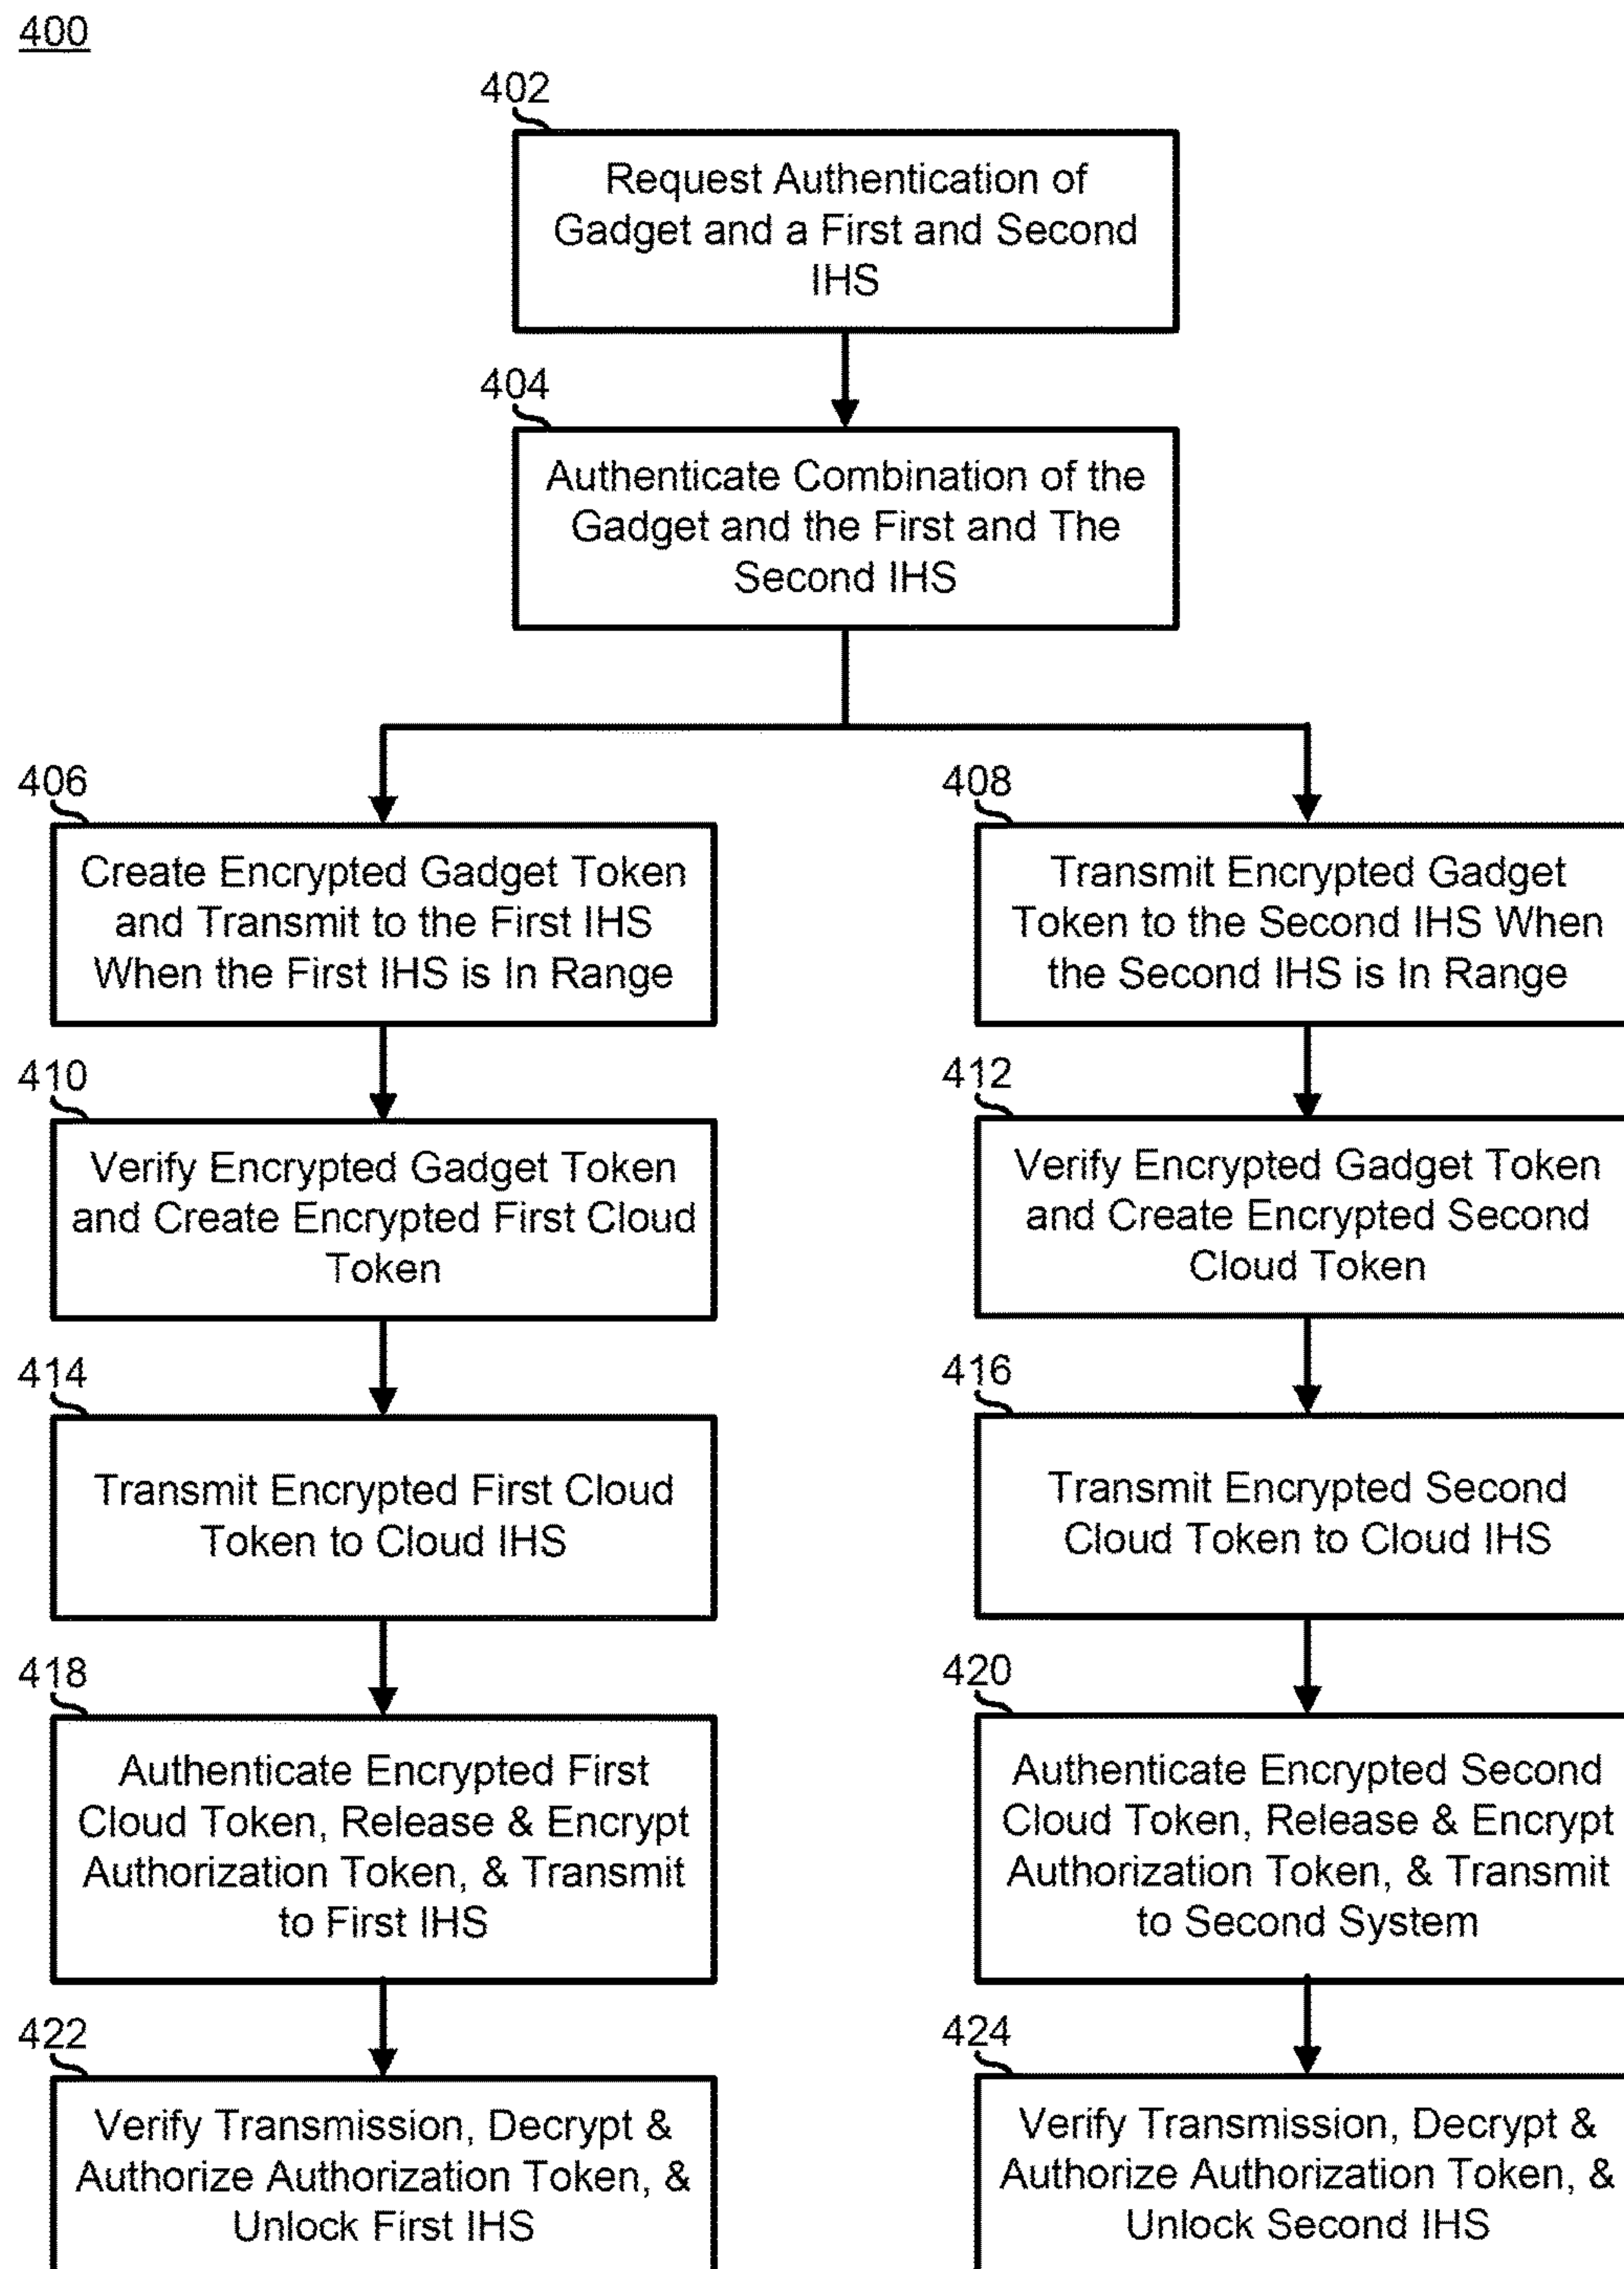 400
402
Request Authentication of
Gadget and a First and Second
IHS
404
Authenticate Combination of the
Gadget and the First and The
Second IHS
406
Create Encrypted Gadget Token
and Transmit to the First IHS
When the First IHS is In Range
408
Transmit Encrypted Gadget
Token to the Second IHS When
the Second IHS is In Range
410
Verify Encrypted Gadget Token
and Create Encrypted First Cloud
Token
412
Verify Encrypted Gadget Token
and Create Encrypted Second
Cloud Token
414
Transmit Encrypted First Cloud
Token to Cloud IHS
416
Transmit Encrypted Second
Cloud Token to Cloud IHS
418
Authenticate Encrypted First
Cloud Token, Release & Encrypt
Authorization Token, & Transmit
to First IHS
420
Authenticate Encrypted Second
Cloud Token, Release & Encrypt
Authorization Token, & Transmit
to Second System
422
Verify Transmission, Decrypt &
Authorize Authorization Token, &
Unlock First IHS
424
Verify Transmission, Decrypt &
Authorize Authorization Token, &
Unlock Second IHS